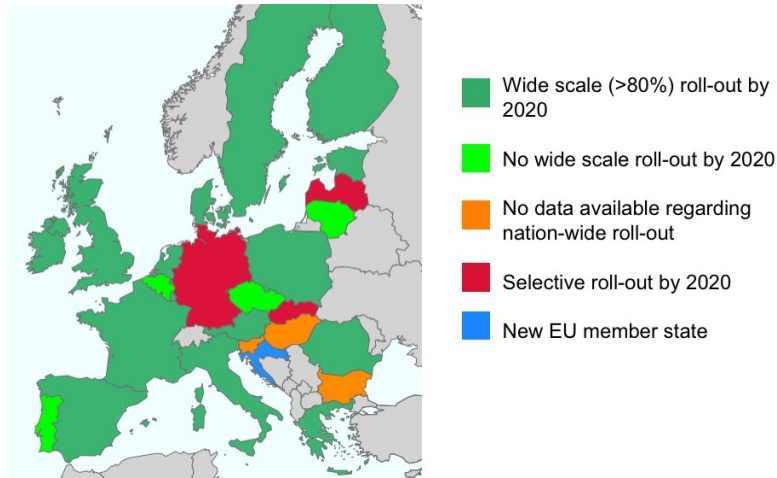 Wide scale (>80%) roll-out by
2020
No wide scale roll-out by 2020
No data available regarding
nation-wide roll-out
Selective roll-out by 2020
New EU member state